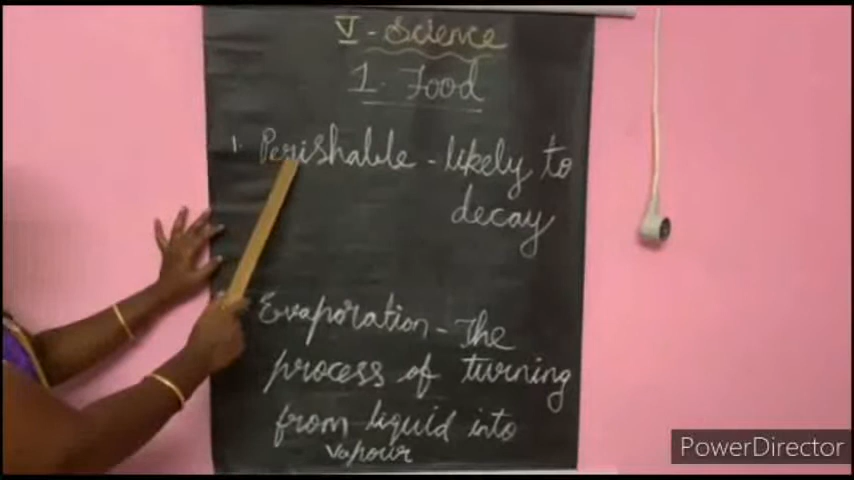 V - Science
1. Food
1. Perishable - likely to
decay
Evaporation - The
process of turning
from liquid into
vapour
PowerDirector